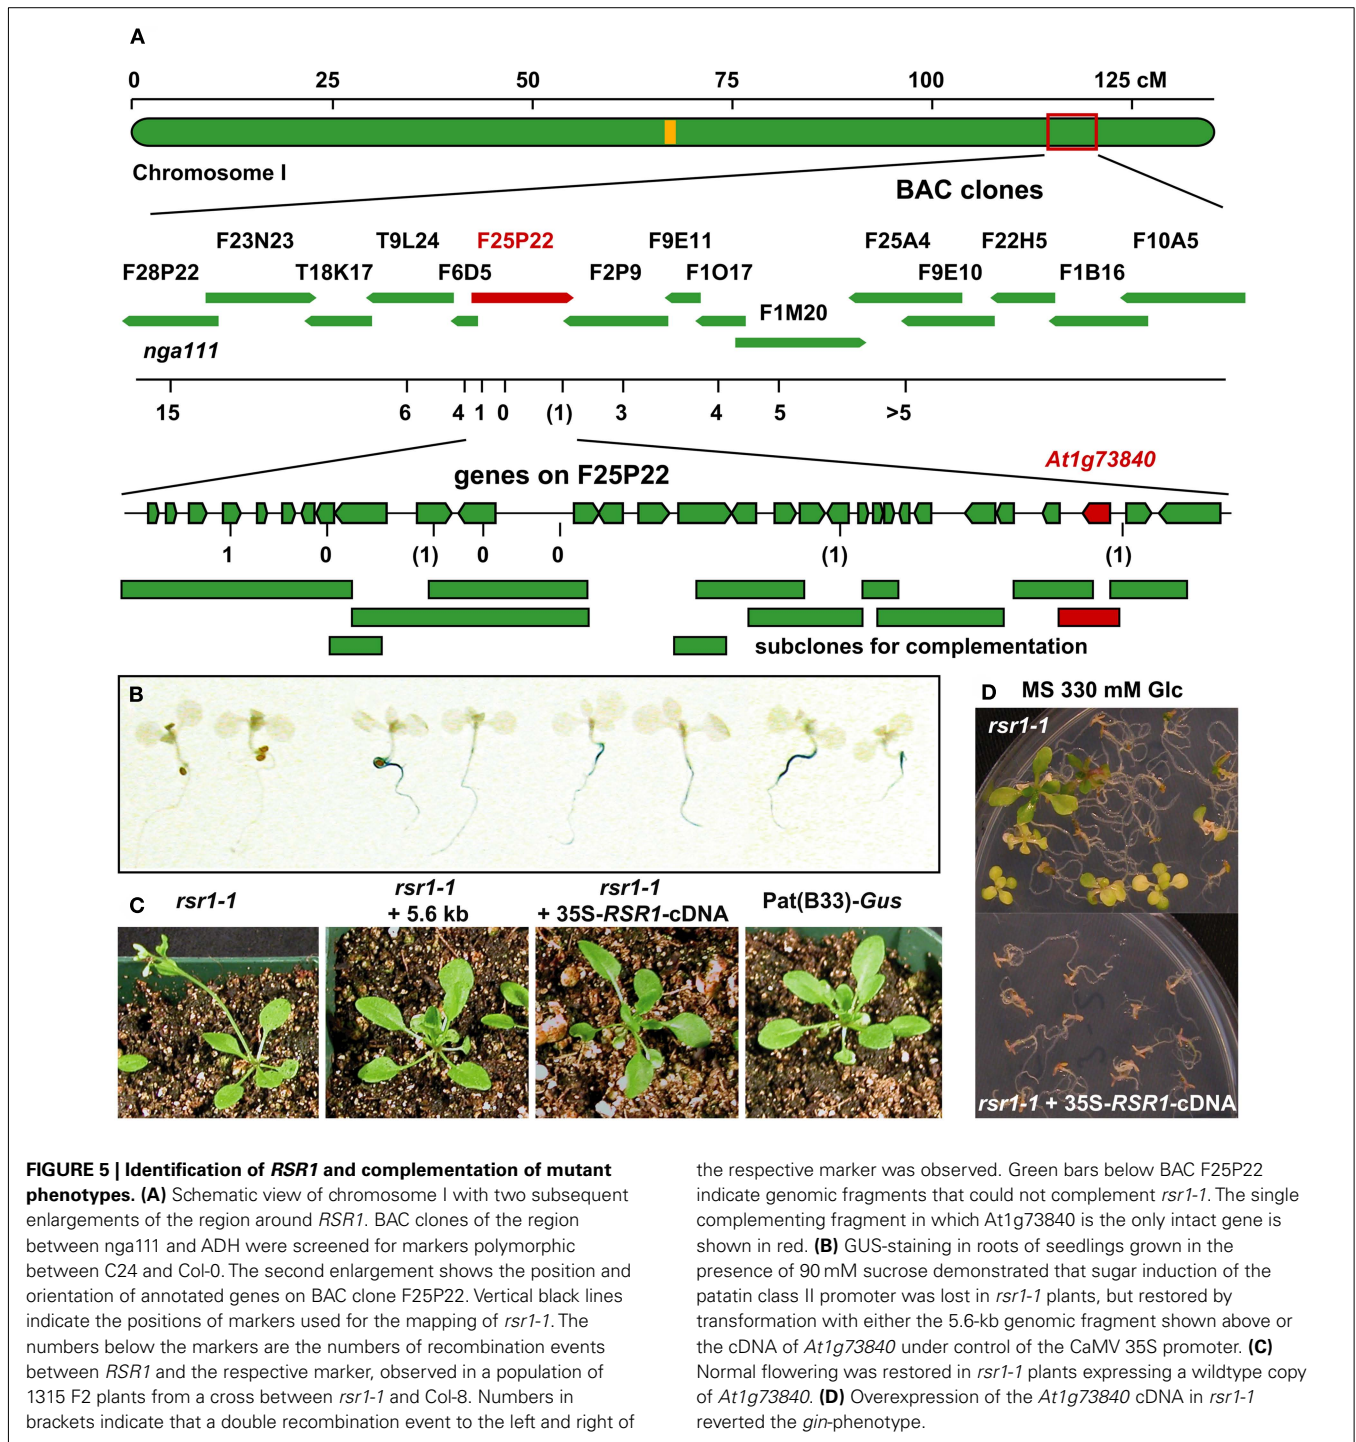 A
0 25 50 75 100 125 cM
Chromosome I
BAC clones
F23N23 T9L24 F25P22 F9E11 F25A4 F22H5 F10A5
F28P22 T18K17 F6D5 F2P9 F1O17 F9E10 F1B16
F1M20
nga111
15 6 4 1 0 (1) 3 4 5 >5
At1g73840
genes on F25P22
1 0 (1) 0 0 (1) (1)
subclones for complementation
B
C
rsr1-1
rsr1-1
+ 5.6 kb
rsr1-1
+ 35S-RSR1-cDNA
Pat(B33)-Gus
D MS 330 mM Glc
rsr1-1
rsr1-1 + 35S-RSR1-cDNA
FIGURE 5 | Identification of RSR1 and complementation of mutant
phenotypes. (A) Schematic view of chromosome I with two subsequent
enlargements of the region around RSR1. BAC clones of the region
between nga111 and ADH were screened for markers polymorphic
between C24 and Col-0. The second enlargement shows the position and
orientation of annotated genes on BAC clone F25P22. Vertical black lines
indicate the positions of markers used for the mapping of rsr1-1. The
numbers below the markers are the numbers of recombination events
between RSR1 and the respective marker, observed in a population of
1315 F2 plants from a cross between rsr1-1 and Col-8. Numbers in
brackets indicate that a double recombination event to the left and right of
the respective marker was observed. Green bars below BAC F25P22
indicate genomic fragments that could not complement rsr1-1. The single
complementing fragment in which At1g73840 is the only intact gene is
shown in red. (B) GUS-staining in roots of seedlings grown in the
presence of 90 mM sucrose demonstrated that sugar induction of the
patatin class II promoter was lost in rsr1-1 plants, but restored by
transformation with either the 5.6-kb genomic fragment shown above or
the cDNA of At1g73840 under control of the CaMV 35S promoter. (C)
Normal flowering was restored in rsr1-1 plants expressing a wildtype copy
of At1g73840. (D) Overexpression of the At1g73840 cDNA in rsr1-1
reverted the gin-phenotype.